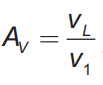 A_V = v_L / v_1